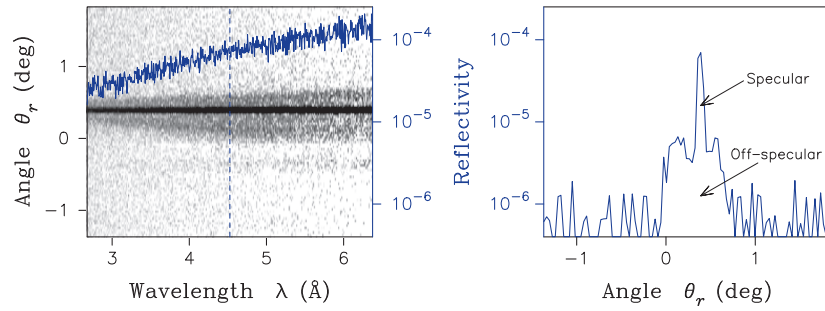 Angle θr (deg)
1
0
-1
3
4
5
6
Wavelength λ (Å)
10⁻⁴
10⁻⁵
10⁻⁶
Reflectivity
10⁻⁴
10⁻⁵
10⁻⁶
Specular
Off-specular
-1
0
1
Angle θr (deg)